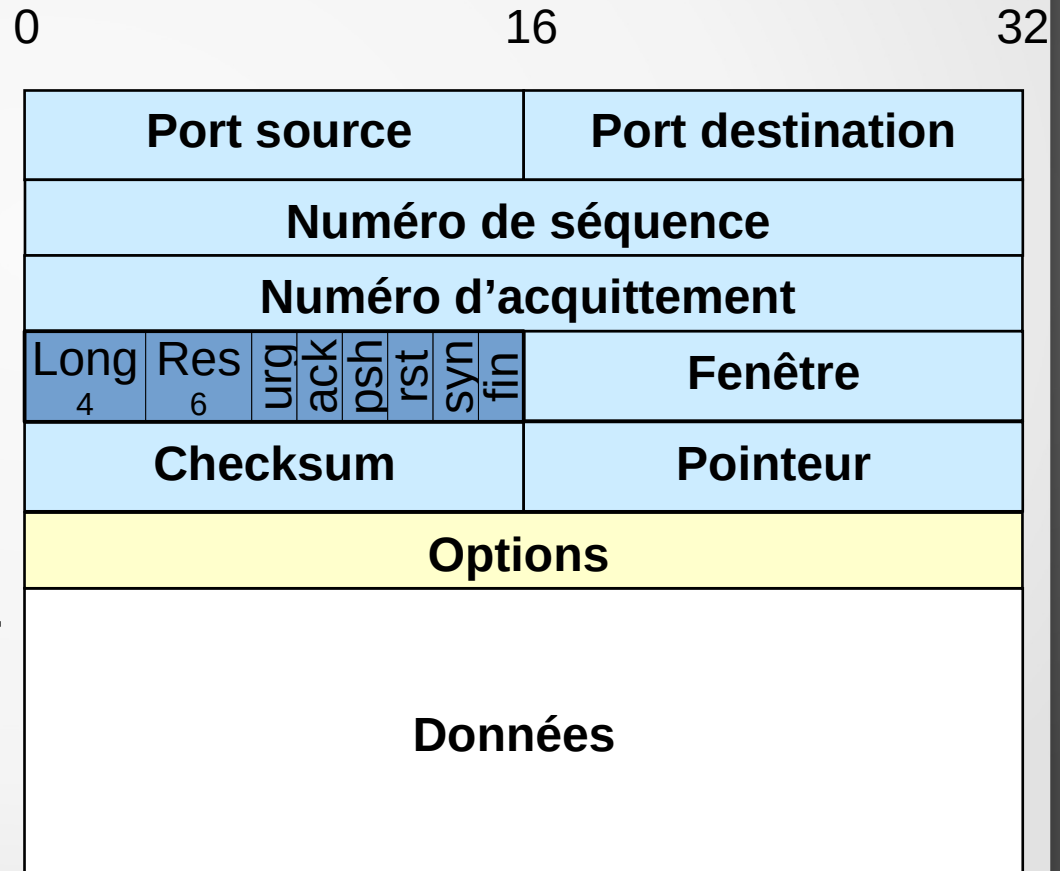 0 16 32
Port source Port destination
Numéro de séquence
Numéro d’acquittement
Long 4 Res 6 urg ack psh rst syn fin Fenêtre
Checksum Pointeur
Options
Données